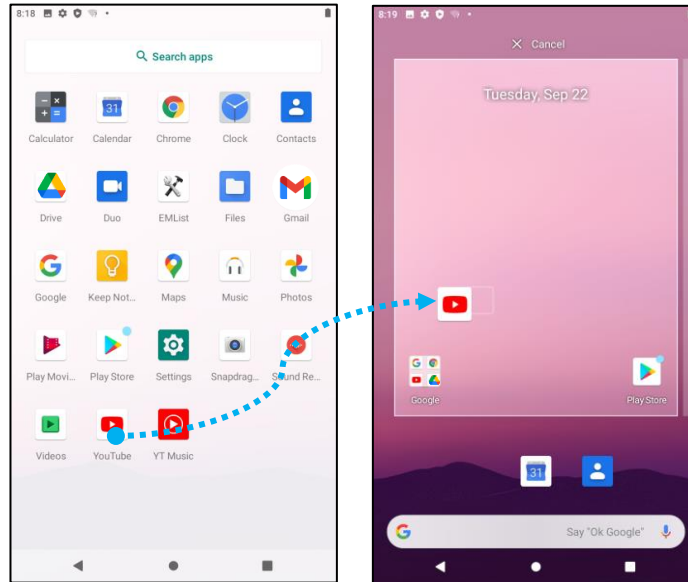 8:18
Search apps
31
Calculator Calendar Chrome Clock Contacts
Drive Duo EMList Files Gmail
Google Keep Not... Maps Music Photos
Play Movi... Play Store Settings Snapdrag... Sound Re...
Videos YouTube YT Music
8:19
Cancel
Tuesday, Sep 22
Google Play Store
31
Say "Ok Google"